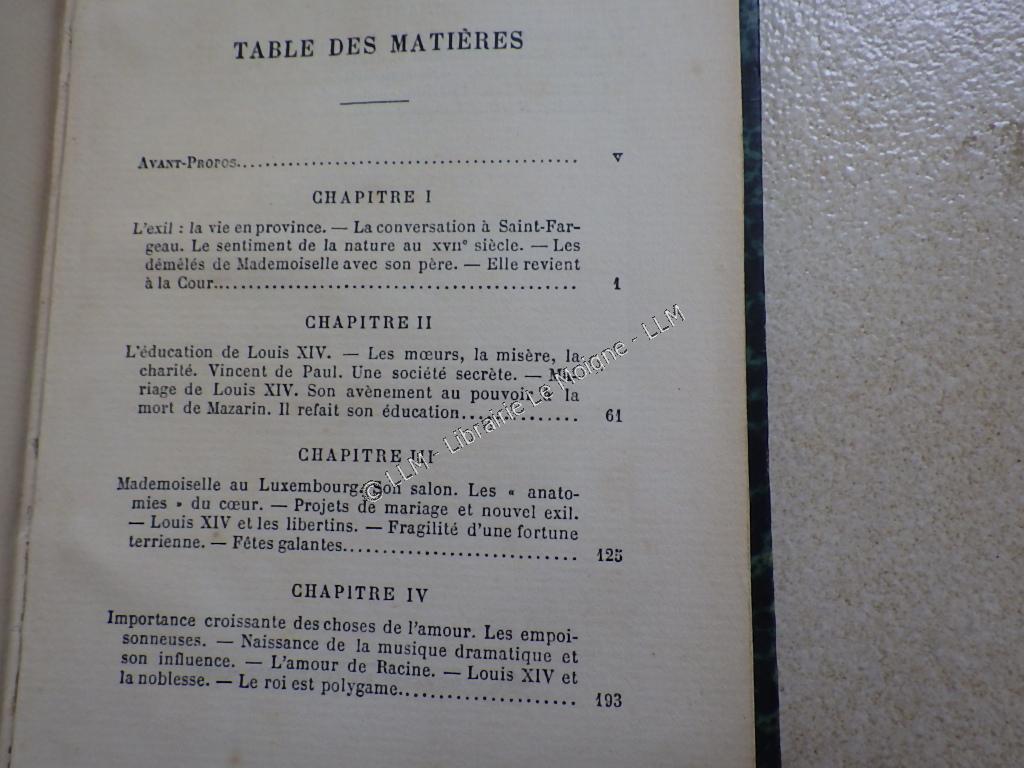 TABLE DES MATIÈRES
AVANT-PROPOS........................................ V
CHAPITRE I
L'exil : la vie en province. — La conversation à Saint-Far-
geau. Le sentiment de la nature au XVIIe siècle. — Les
démêlés de Mademoiselle avec son père. — Elle revient
à la Cour........................................ 1
CHAPITRE II
L'éducation de Louis XIV. — Les mœurs, la misère, la
charité. Vincent de Paul. Une société secrète. — Ma-
riage de Louis XIV. Son avènement au pouvoir à la
mort de Mazarin. Il refait son éducation.............. 61
CHAPITRE III
Mademoiselle au Luxembourg. Son salon. Les « anato-
mies » du cœur. — Projets de mariage et nouvel exil.
— Louis XIV et les libertins. — Fragilité d'une fortune
terrienne. — Fêtes galantes.......................... 125
CHAPITRE IV
Importance croissante des choses de l'amour. Les empoi-
sonneuses. — Naissance de la musique dramatique et
son influence. — L'amour de Racine. — Louis XIV et
la noblesse. — Le roi est polygame.................... 193
© LLM - Librairie Le Moigne - LLM